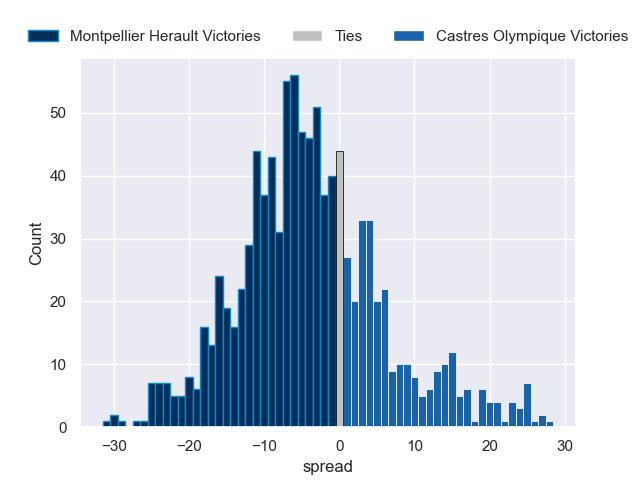 Montpellier Herault Victories Ties Castres Olympique Victories
50
40
30
20
10
0
−30 −20 −10 0 10 20 30
Count
spread